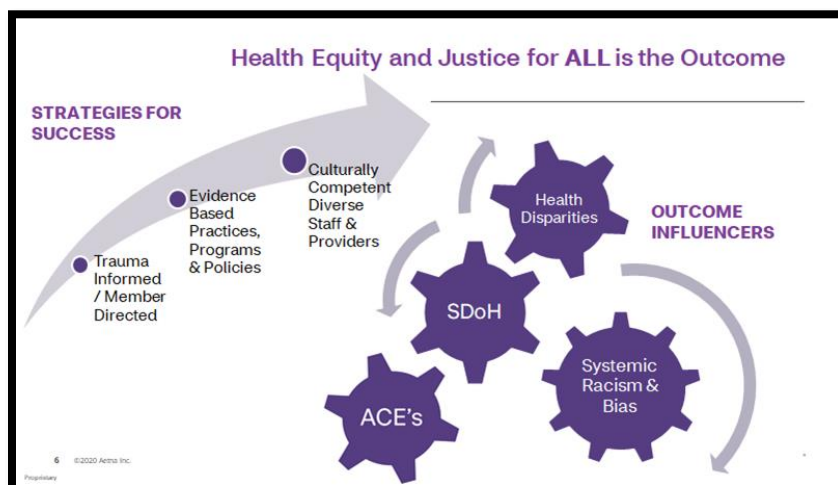 Health Equity and Justice for ALL is the Outcome
STRATEGIES FOR
SUCCESS
Trauma
Informed
/ Member
Directed
Evidence
Based
Practices,
Programs
& Policies
Culturally
Competent
Diverse
Staff &
Providers
Health
Disparities
OUTCOME
INFLUENCERS
SDoH
Systemic
Racism &
Bias
ACE's
6 ©2020 Aetna Inc.
Proprietary